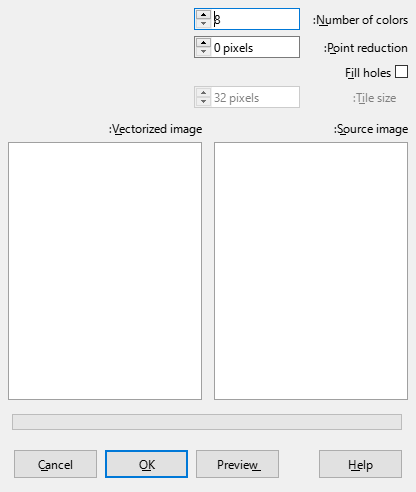 :Number of colors 8
:Point reduction 0 pixels
Fill holes
:Tile size 32 pixels
:Source image :Vectorized image
Cancel OK Preview Help